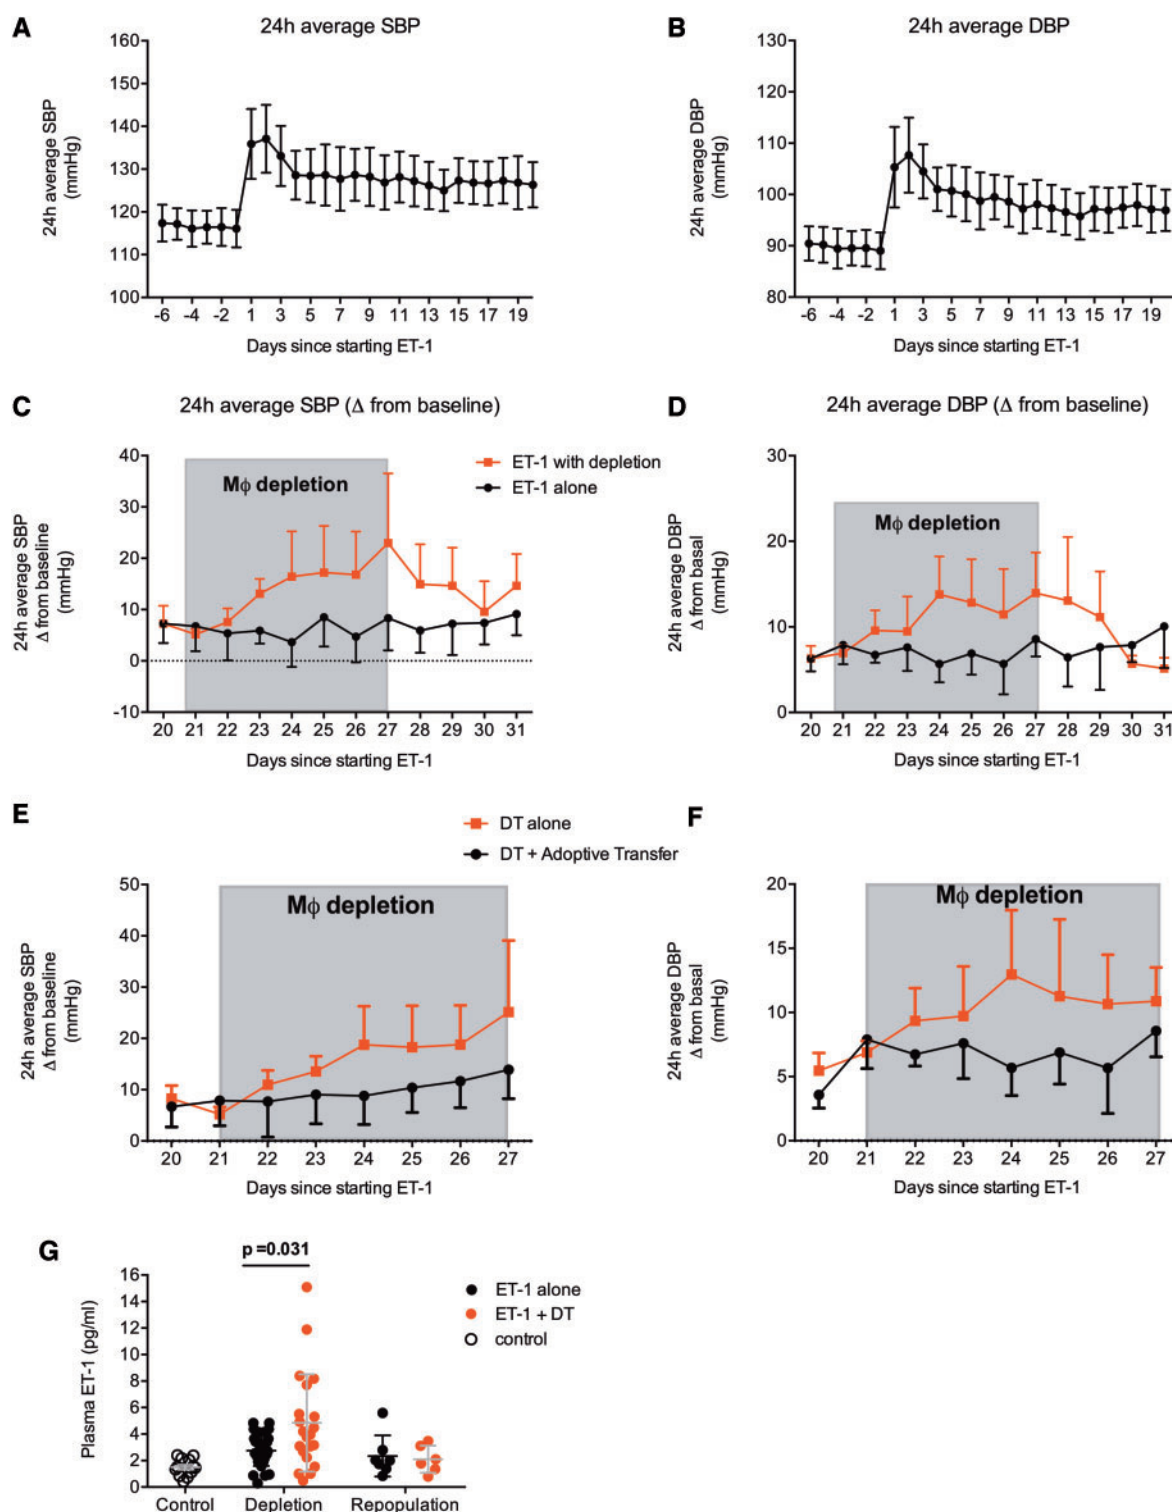 A
24h average SBP
160
150
140
130
120
110
100
24h average SBP
(mmHg)
-6 -4 -2 1 3 5 7 9 11 13 15 17 19
Days since starting ET-1
B
24h average DBP
130
120
110
100
90
80
24h average DBP
(mmHg)
-6 -4 -2 1 3 5 7 9 11 13 15 17 19
Days since starting ET-1
C
24h average SBP (Δ from baseline)
40
30
20
10
0
-10
24h average SBP
Δ from baseline
(mmHg)
Mϕ depletion
ET-1 with depletion
ET-1 alone
20 21 22 23 24 25 26 27 28 29 30 31
Days since starting ET-1
D
24h average DBP (Δ from baseline)
30
20
10
0
24h average DBP
Δ from basal
(mmHg)
Mϕ depletion
20 21 22 23 24 25 26 27 28 29 30 31
Days since starting ET-1
E
DT alone
DT + Adoptive Transfer
50
40
30
20
10
0
24h average SBP
Δ from baseline
(mmHg)
Mϕ depletion
20 21 22 23 24 25 26 27
Days since starting ET-1
F
20
15
10
5
0
24h average DBP
Δ from basal
(mmHg)
Mϕ depletion
20 21 22 23 24 25 26 27
Days since starting ET-1
G
p =0.031
16
14
12
10
8
6
4
2
0
Plasma ET-1 (pg/ml)
ET-1 alone
ET-1 + DT
control
Control Depletion Repopulation